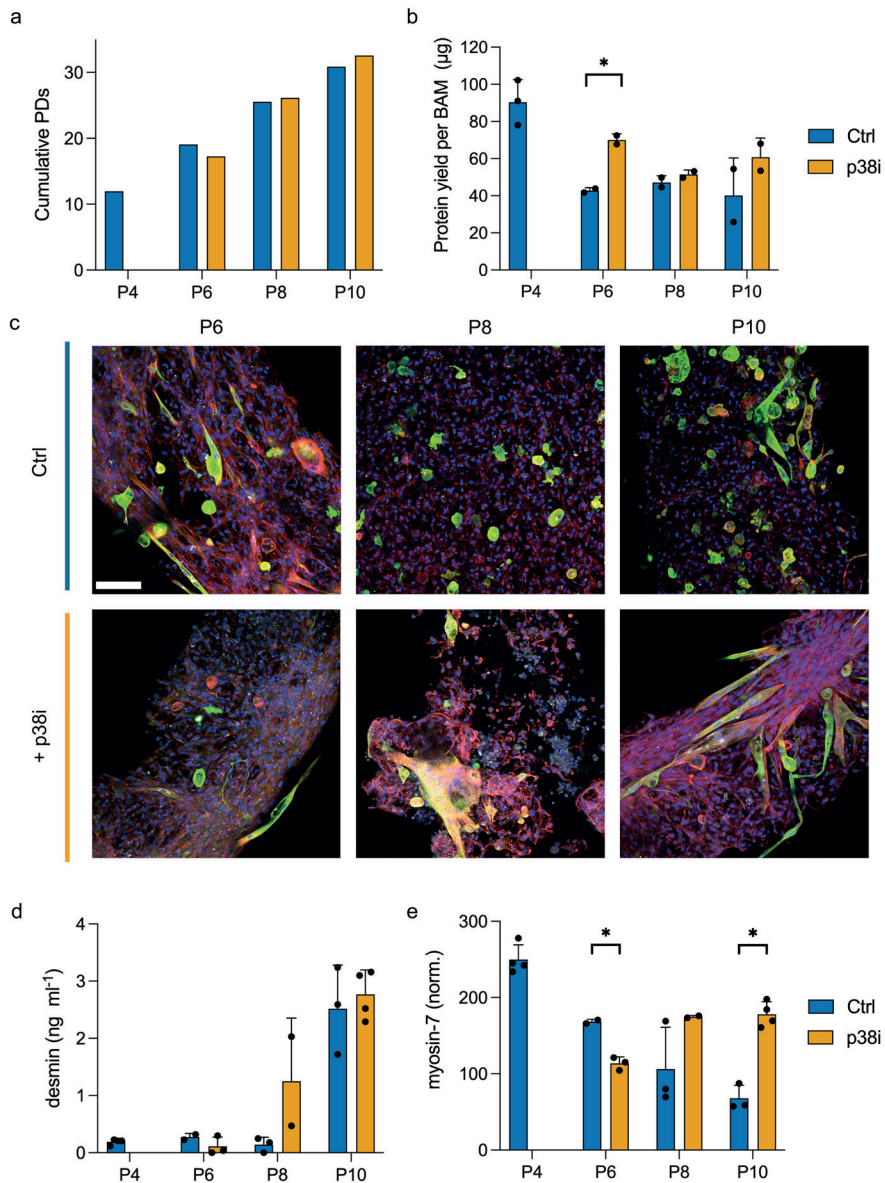 a
Cumulative PDs
30
20
10
0
P4 P6 P8 P10
b
Protein yield per BAM (µg)
120
100
80
60
40
20
0
*
P4 P6 P8 P10
Ctrl
p38i
c
P6 P8 P10
Ctrl
+ p38i
d
desmin (ng ml-1)
4
3
2
1
0
P4 P6 P8 P10
e
myosin-7 (norm.)
300
200
100
0
* *
P4 P6 P8 P10
Ctrl
p38i